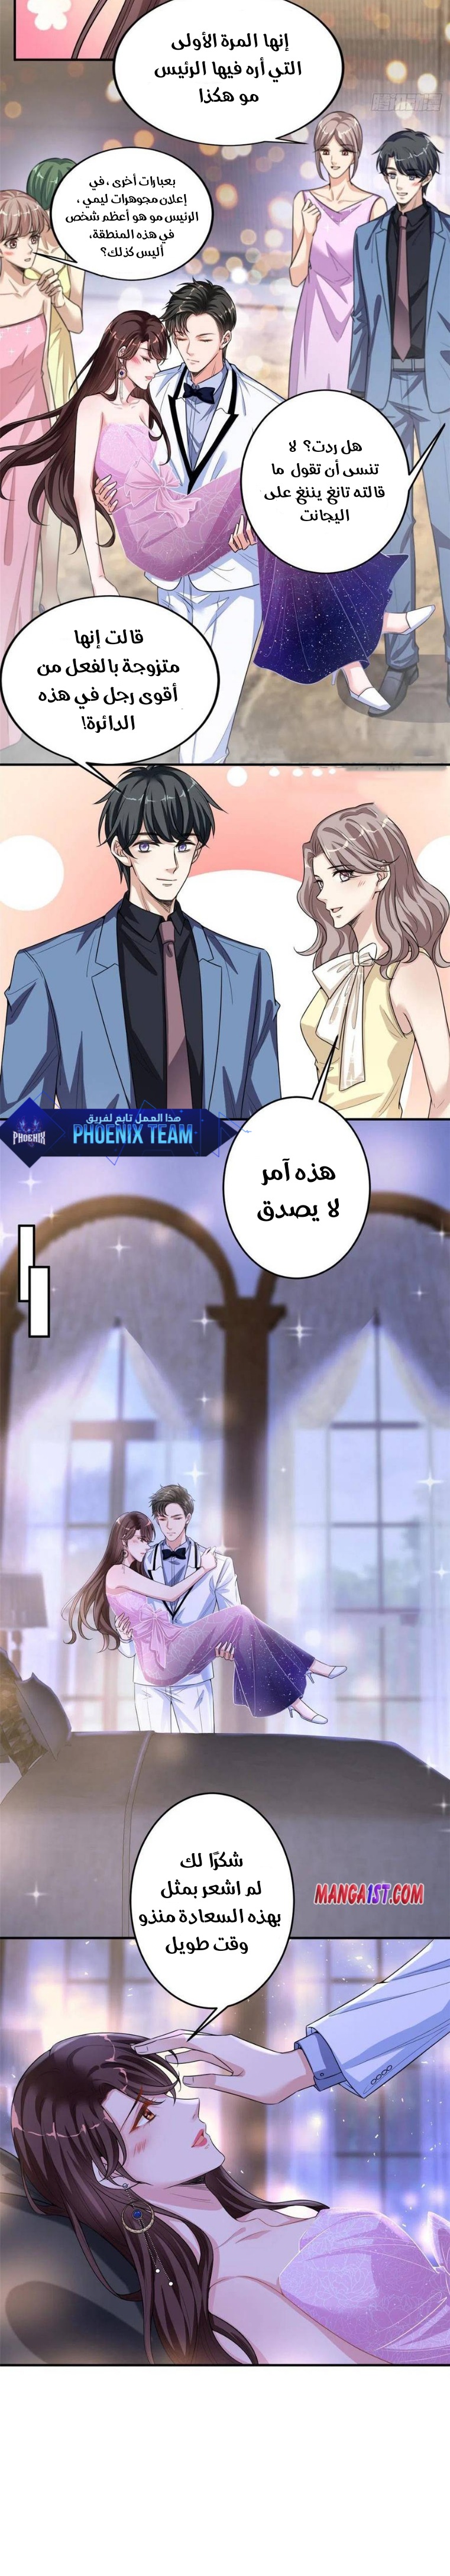 إنها المرة الأولى
التي أره فيها الرئيس
مو هكذا
بعبارات أخرى ، في
إعلان مجوهرات ليمي ،
الرئيس مو هو أعظم شخص
في هذه المنطقة،
أليس كذلك؟
هل ردت؟ لا
تنسى أن تقول ما
قالته تانغ يننغ على
اليجانت
قالت إنها
متزوجة بالفعل من
أقوى رجل في هذه
الدائرة!
هذا العمل تابع لفريق
PHOENIX TEAM
PHOENIX
هذه آمر
لا يصدق
شكرًا لك
لم اشعر بمثل
بهذه السعادة منذو
وقت طويل
MANGA1ST.COM